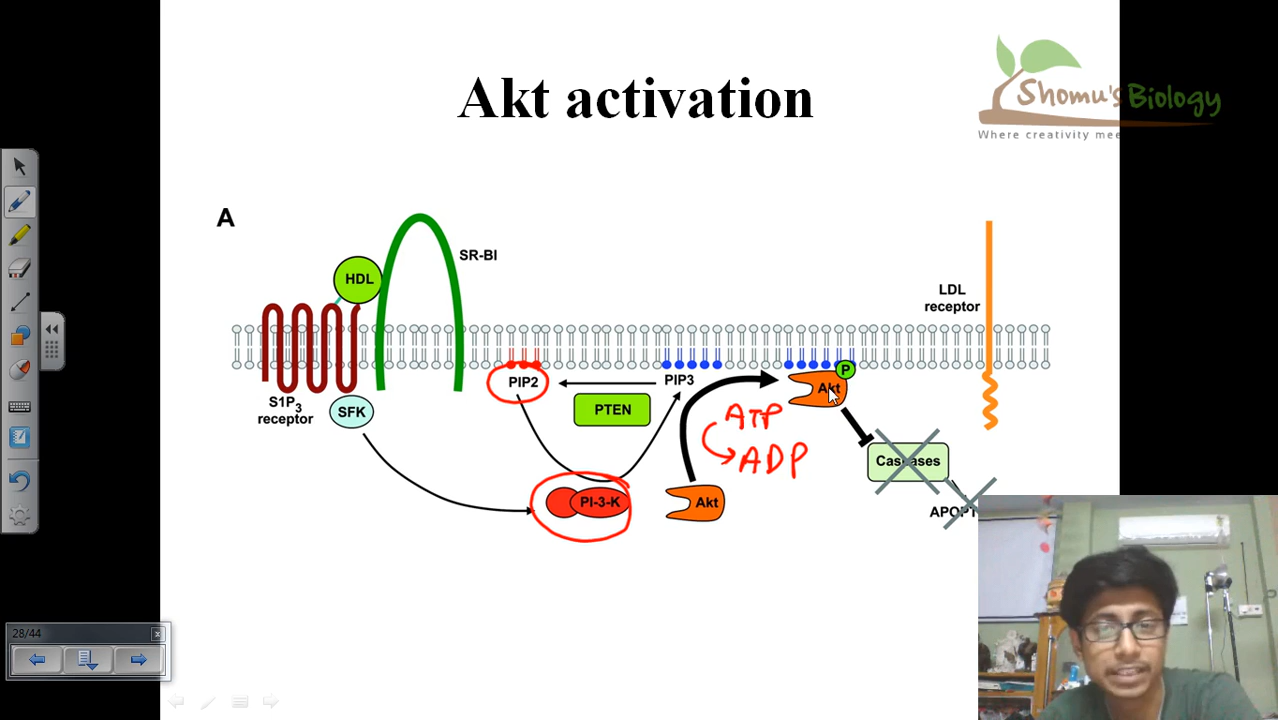 Akt activation
Shomu's Biology
Where creativity mee
A
SR-BI
HDL
LDL
receptor
S1P3
receptor
SFK
PIP2
PIP3
PTEN
P
Akt
ATP
ADP
Caspases
PI-3-K
Akt
APOPT
28/44